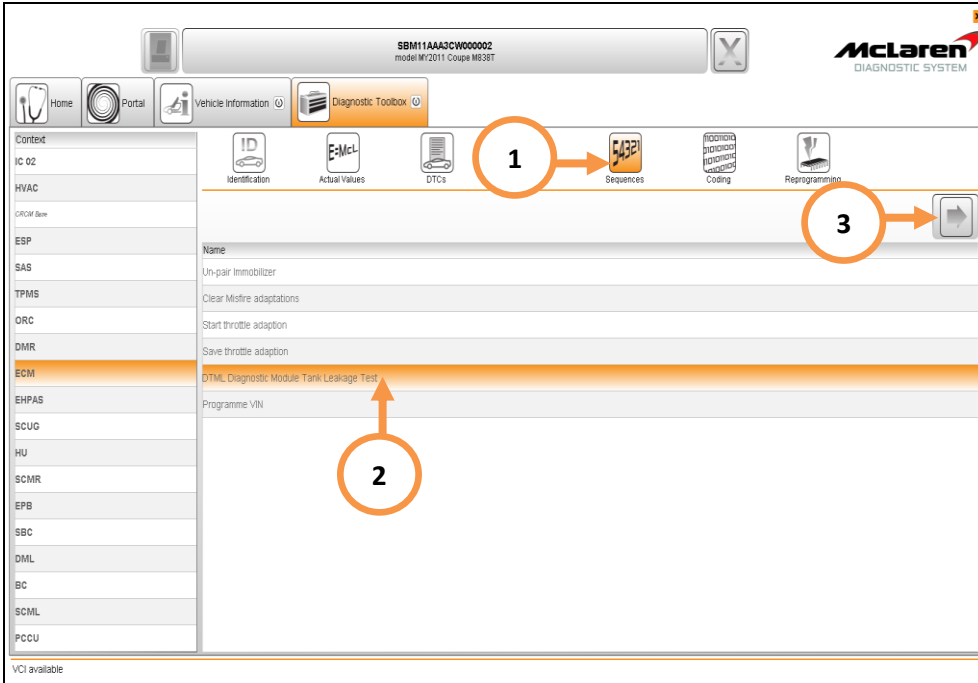 SBM11AAA3CW000002
model MY2011 Coupe M838T
McLaren
DIAGNOSTIC SYSTEM
Home
Portal
Vehicle Information
Diagnostic Toolbox
Context
IC 02
HVAC
CRCM Base
ESP
SAS
TPMS
ORC
DMR
ECM
EHPAS
SCUG
HU
SCMR
EPB
SBC
DML
BC
SCML
PCCU
ID
Identification
E=McL
Actual Values
DTCs
1
54321
Sequences
Coding
Reprogramming
3
Name
Un-pair Immobilizer
Clear Misfire adaptations
Start throttle adaption
Save throttle adaption
DTML Diagnostic Module Tank Leakage Test
Programme VIN
2
VCI available